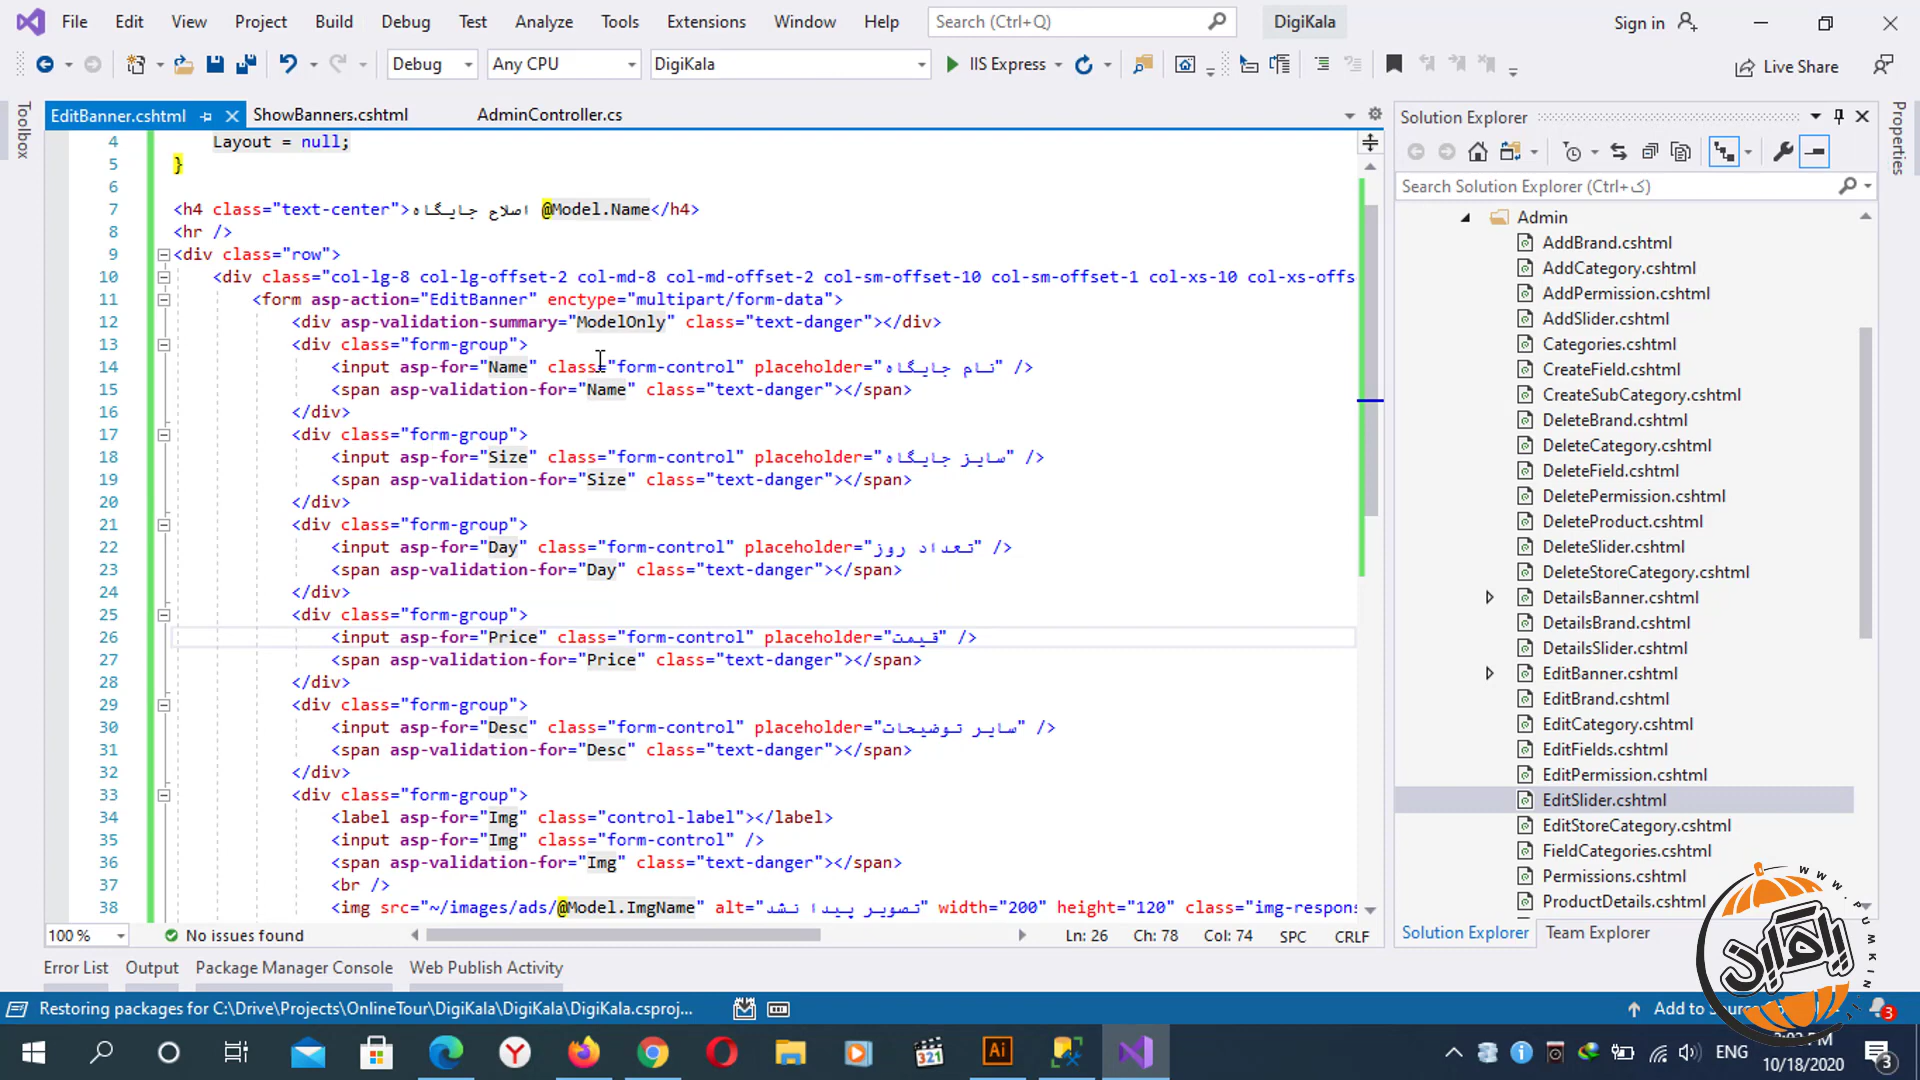 File Edit View Project Build Debug Test Analyze Tools Extensions Window Help Search (Ctrl+Q) DigiKala Sign in
Debug Any CPU DigiKala IIS Express Live Share
Toolbox
EditBanner.cshtml ShowBanners.cshtml AdminController.cs
4 Layout = null;
5 }
6
7 <h4 class="text-center">اصلاح جایگاه @Model.Name</h4>
8 <hr />
9 <div class="row">
10 <div class="col-lg-8 col-lg-offset-2 col-md-8 col-md-offset-2 col-sm-offset-10 col-sm-offset-1 col-xs-10 col-xs-offs
11 <form asp-action="EditBanner" enctype="multipart/form-data">
12 <div asp-validation-summary="ModelOnly" class="text-danger"></div>
13 <div class="form-group">
14 <input asp-for="Name" class="form-control" placeholder="نام جایگاه" />
15 <span asp-validation-for="Name" class="text-danger"></span>
16 </div>
17 <div class="form-group">
18 <input asp-for="Size" class="form-control" placeholder="سایز جایگاه" />
19 <span asp-validation-for="Size" class="text-danger"></span>
20 </div>
21 <div class="form-group">
22 <input asp-for="Day" class="form-control" placeholder="تعداد روز" />
23 <span asp-validation-for="Day" class="text-danger"></span>
24 </div>
25 <div class="form-group">
26 <input asp-for="Price" class="form-control" placeholder="قیمت" />
27 <span asp-validation-for="Price" class="text-danger"></span>
28 </div>
29 <div class="form-group">
30 <input asp-for="Desc" class="form-control" placeholder="سایر توضیحات" />
31 <span asp-validation-for="Desc" class="text-danger"></span>
32 </div>
33 <div class="form-group">
34 <label asp-for="Img" class="control-label"></label>
35 <input asp-for="Img" class="form-control" />
36 <span asp-validation-for="Img" class="text-danger"></span>
37 <br />
38 <img src="~/images/ads/@Model.ImgName" alt="تصویر پیدا نشد" width="200" height="120" class="img-respons
100 % No issues found Ln: 26 Ch: 78 Col: 74 SPC CRLF
Error List Output Package Manager Console Web Publish Activity
Solution Explorer
Search Solution Explorer (Ctrl+ک)
Admin
AddBrand.cshtml
AddCategory.cshtml
AddPermission.cshtml
AddSlider.cshtml
Categories.cshtml
CreateField.cshtml
CreateSubCategory.cshtml
DeleteBrand.cshtml
DeleteCategory.cshtml
DeleteField.cshtml
DeletePermission.cshtml
DeleteProduct.cshtml
DeleteSlider.cshtml
DeleteStoreCategory.cshtml
DetailsBanner.cshtml
DetailsBrand.cshtml
DetailsSlider.cshtml
EditBanner.cshtml
EditBrand.cshtml
EditCategory.cshtml
EditFields.cshtml
EditPermission.cshtml
EditSlider.cshtml
EditStoreCategory.cshtml
FieldCategories.cshtml
Permissions.cshtml
ProductDetails.cshtml
Solution Explorer Team Explorer
Properties
Restoring packages for C:\Drive\Projects\OnlineTour\DigiKala\DigiKala\DigiKala.csproj... Add to 3
321 Ai ENG
10/18/2020 3